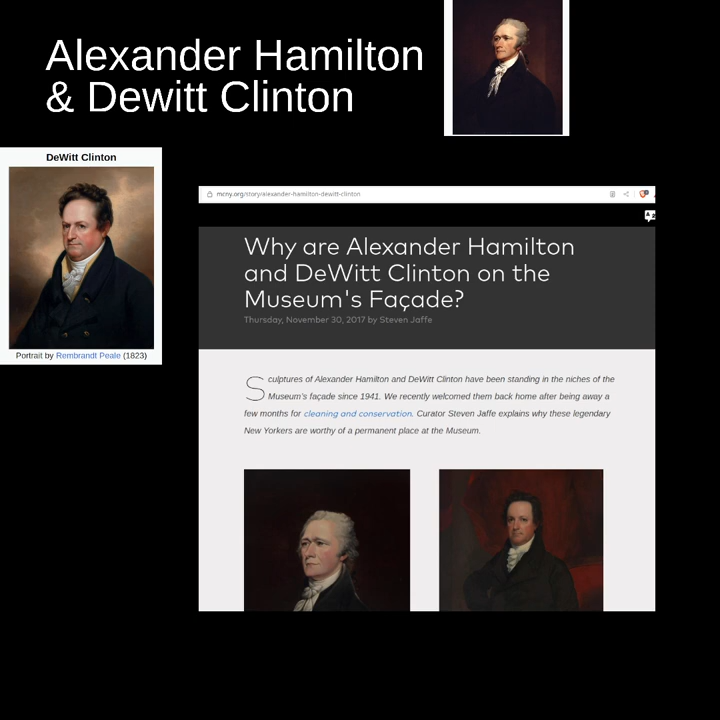 Alexander Hamilton
& Dewitt Clinton
DeWitt Clinton
Portrait by Rembrandt Peale (1823)
mcny.org/story/alexander-hamilton-dewitt-clinton
Why are Alexander Hamilton
and DeWitt Clinton on the
Museum's Façade?
Thursday, November 30, 2017 by Steven Jaffe
Sculptures of Alexander Hamilton and DeWitt Clinton have been standing in the niches of the
Museum's façade since 1941. We recently welcomed them back home after being away a
few months for cleaning and conservation. Curator Steven Jaffe explains why these legendary
New Yorkers are worthy of a permanent place at the Museum.